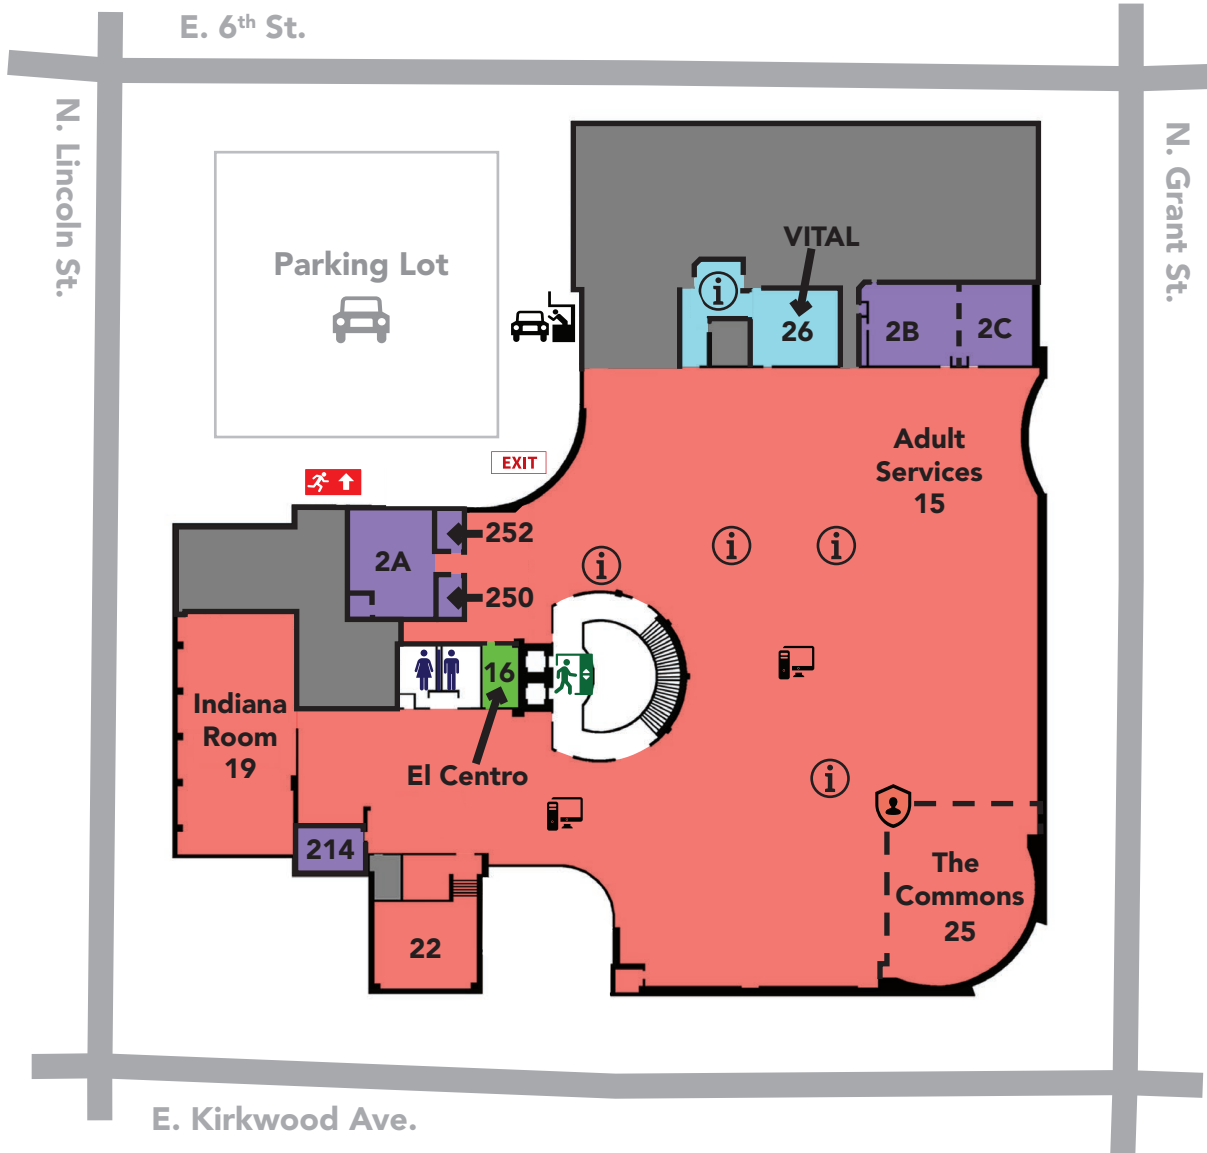 E. 6th St.
N. Lincoln St.
N. Grant St.
Parking Lot
VITAL
i
26
2B
2C
Adult
Services
15
EXIT
252
2A
250
i
i
i
16
Indiana
Room
19
El Centro
i
214
The
Commons
25
22
E. Kirkwood Ave.